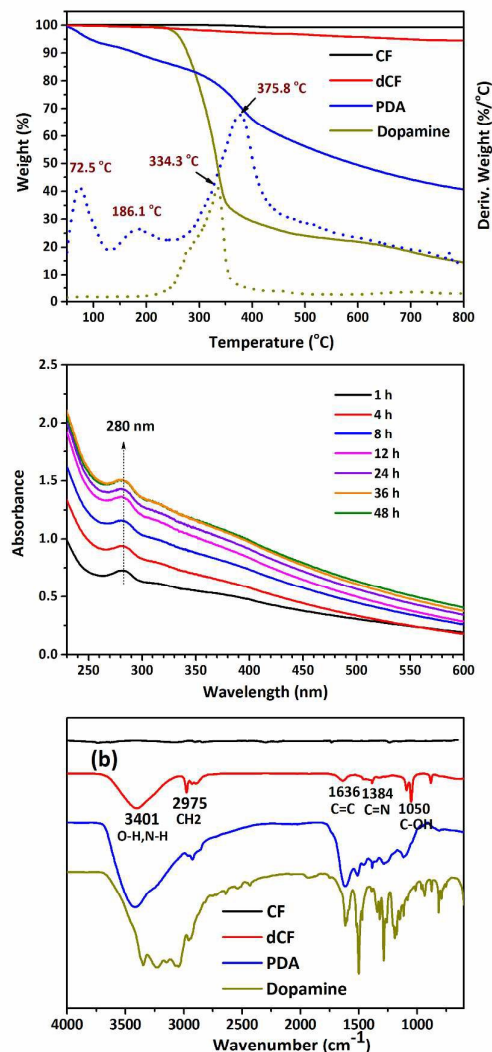 100
90
80
70
60
50
40
30
20
10
0
Weight (%)
Deriv. Weight (%/°C)
CF
dCF
PDA
Dopamine
375.8 °C
334.3 °C
72.5 °C
186.1 °C
100 200 300 400 500 600 700 800
Temperature (°C)
2.5
2.0
1.5
1.0
0.5
0.0
Absorbance
280 nm
1 h
4 h
8 h
12 h
24 h
36 h
48 h
250 300 350 400 450 500 550 600
Wavelength (nm)
(b)
3401
O-H,N-H
2975
CH2
1636
C=C
1384
C=N
1050
C-OH
CF
dCF
PDA
Dopamine
4000 3000 2000 1000
Wavenumber (cm⁻¹)